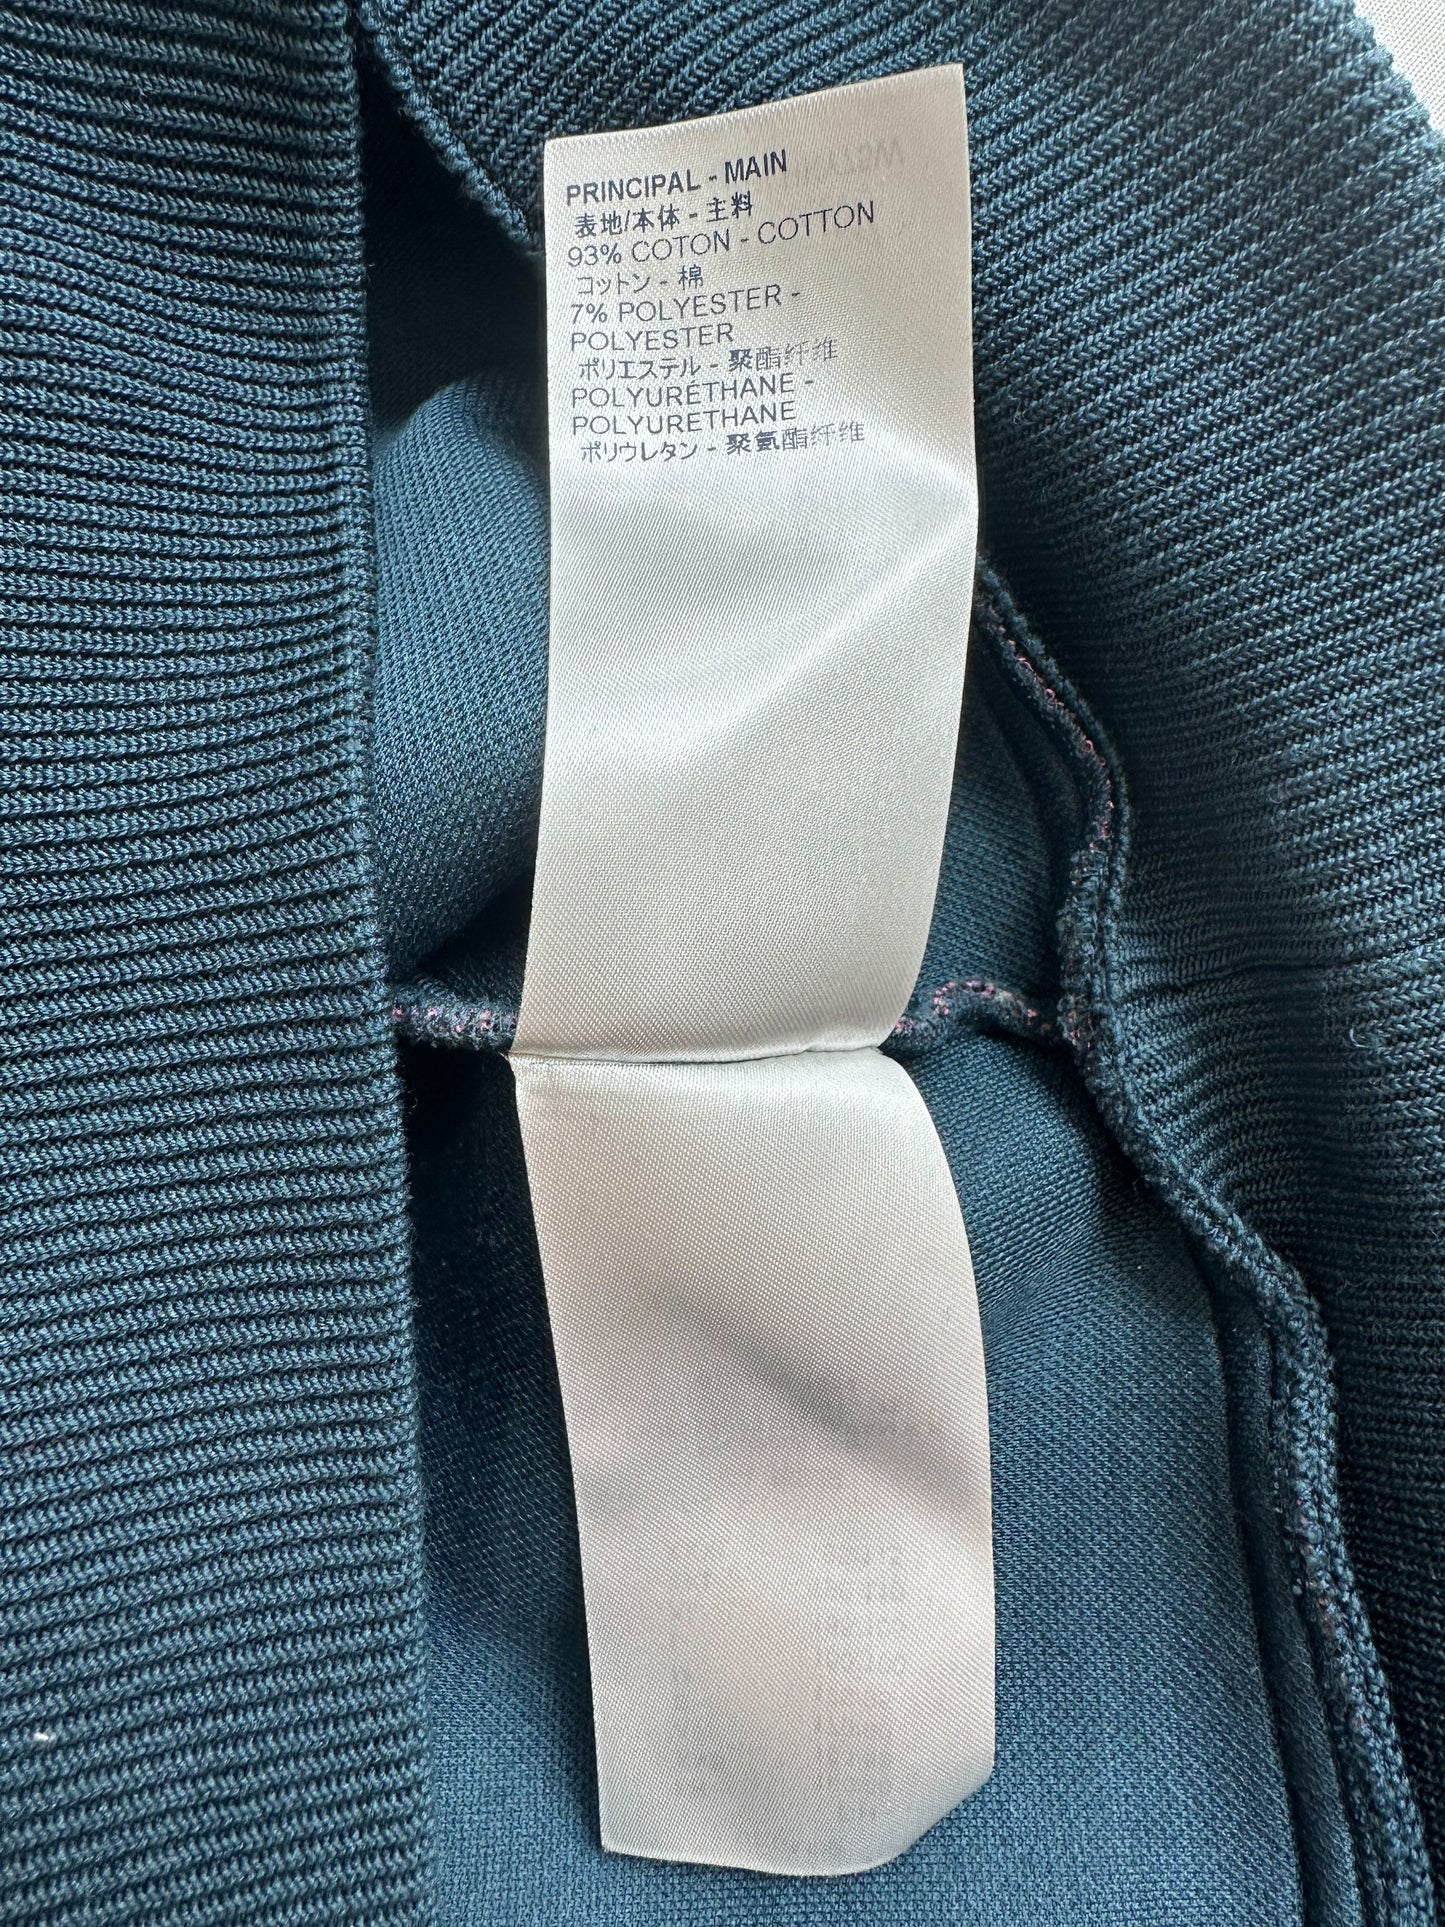 PRINCIPAL - MAIN
表地/本体 - 主料
93% COTON - COTTON
コットン - 棉
7% POLYESTER -
POLYESTER
ポリエステル - 聚酯纤维
POLYURETHANE -
POLYURETHANE
ポリウレタン - 聚氨酯纤维